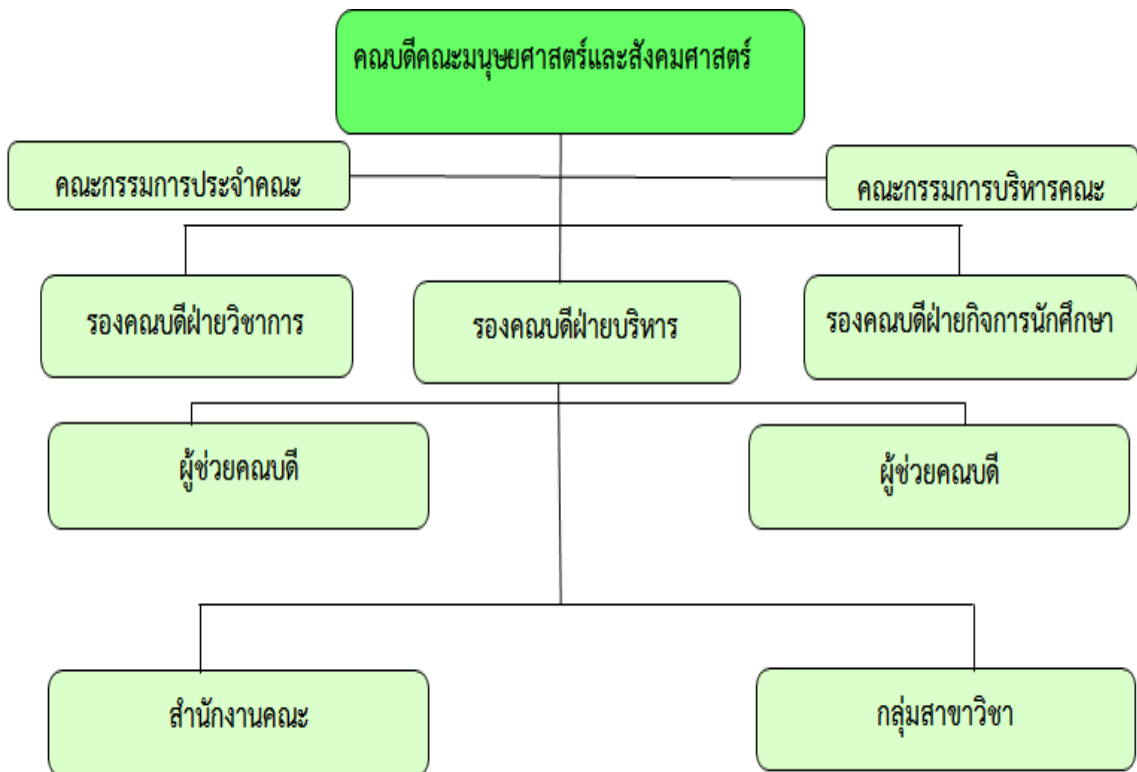 คณบดีคณะมนุษยศาสตร์และสังคมศาสตร์
คณะกรรมการประจำคณะ
คณะกรรมการบริหารคณะ
รองคณบดีฝ่ายวิชาการ
รองคณบดีฝ่ายบริหาร
รองคณบดีฝ่ายกิจการนักศึกษา
ผู้ช่วยคณบดี
ผู้ช่วยคณบดี
สำนักงานคณะ
กลุ่มสาขาวิชา